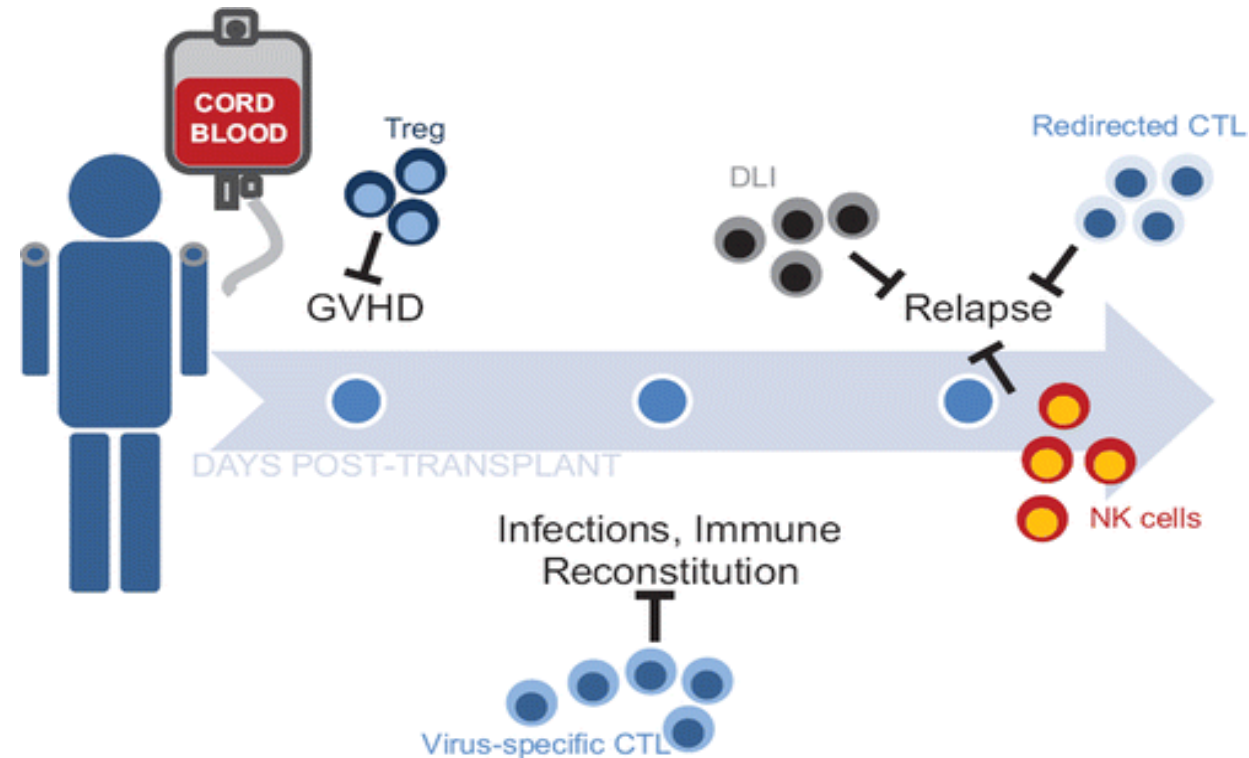 CORD
BLOOD
Treg
GVHD
DLI
Redirected CTL
Relapse
DAYS POST-TRANSPLANT
Infections, Immune
Reconstitution
NK cells
Virus-specific CTL